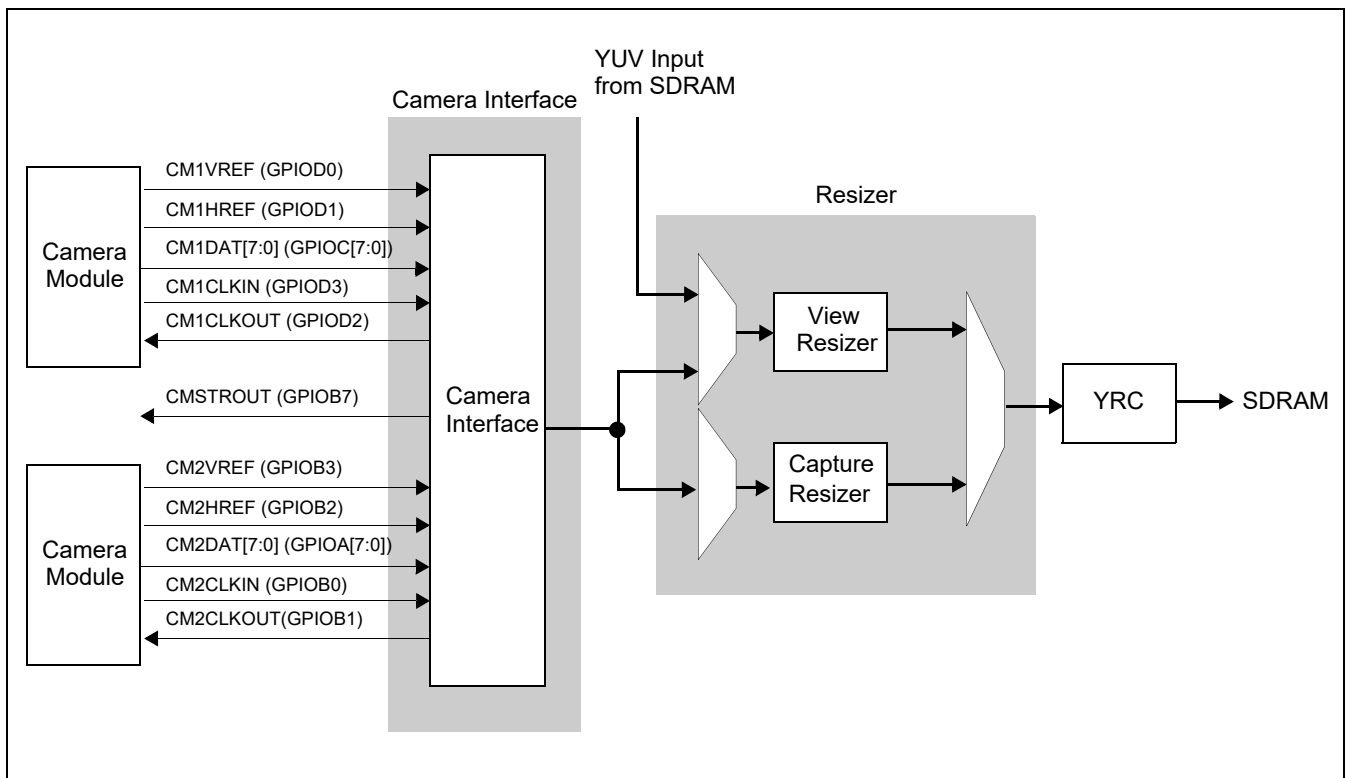 YUV Input
from SDRAM
Camera Interface
Resizer
Camera
Module
CM1VREF (GPIOD0)
CM1HREF (GPIOD1)
CM1DAT[7:0] (GPIOC[7:0])
CM1CLKIN (GPIOD3)
CM1CLKOUT (GPIOD2)
CMSTROUT (GPIOB7)
Camera
Interface
View
Resizer
Capture
Resizer
YRC
SDRAM
Camera
Module
CM2VREF (GPIOB3)
CM2HREF (GPIOB2)
CM2DAT[7:0] (GPIOA[7:0])
CM2CLKIN (GPIOB0)
CM2CLKOUT(GPIOB1)